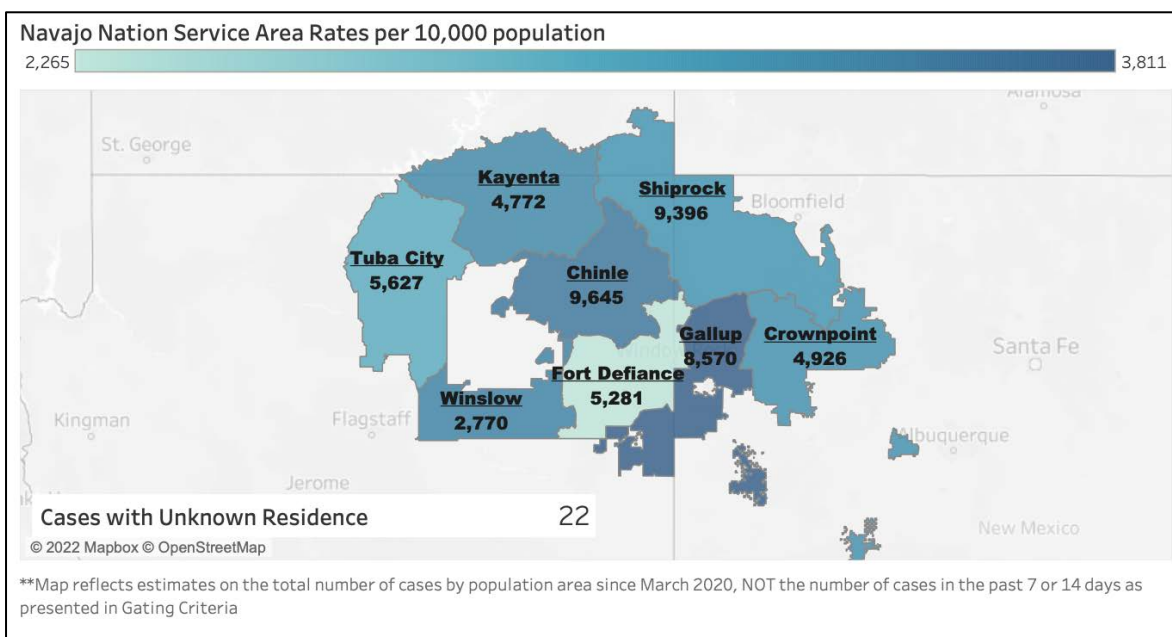 Navajo Nation Service Area Rates per 10,000 population
2,265
3,811
Alamosa
St. George
Kayenta
4,772
Shiprock
9,396
Bloomfield
Tuba City
5,627
Chinle
9,645
Gallup
8,570
Crownpoint
4,926
Santa Fe
Window
Fort Defiance
5,281
Winslow
2,770
Kingman
Flagstaff
Albuquerque
Jerome
Cases with Unknown Residence 22
New Mexico
© 2022 Mapbox © OpenStreetMap
**Map reflects estimates on the total number of cases by population area since March 2020, NOT the number of cases in the past 7 or 14 days as
presented in Gating Criteria